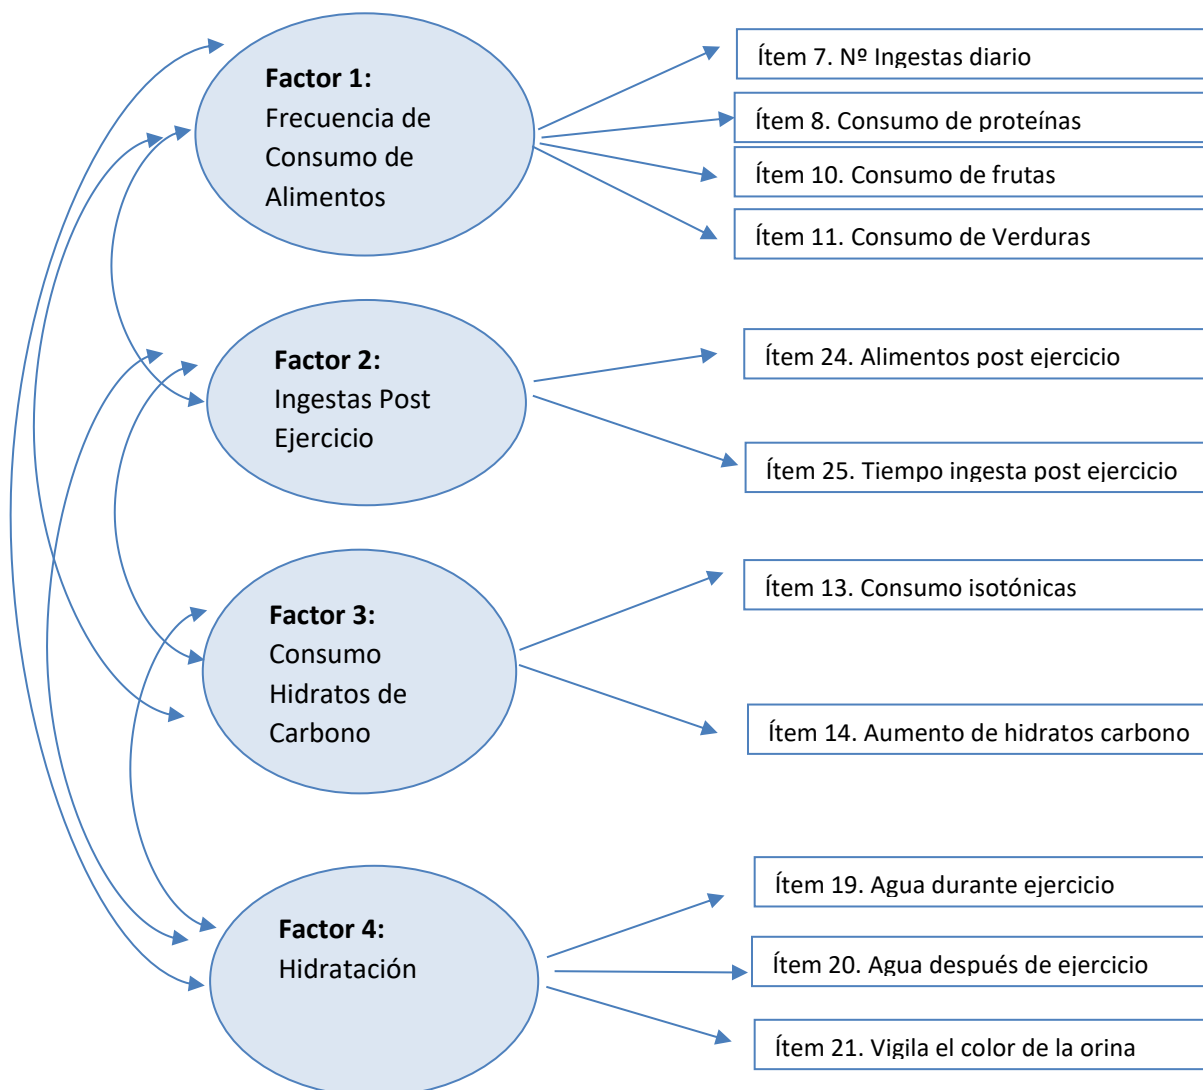 Factor 1:
Frecuencia de
Consumo de
Alimentos
Ítem 7. Nº Ingestas diario
Ítem 8. Consumo de proteínas
Ítem 10. Consumo de frutas
Ítem 11. Consumo de Verduras
Factor 2:
Ingestas Post
Ejercicio
Ítem 24. Alimentos post ejercicio
Ítem 25. Tiempo ingesta post ejercicio
Factor 3:
Consumo
Hidratos de
Carbono
Ítem 13. Consumo isotónicas
Ítem 14. Aumento de hidratos carbono
Factor 4:
Hidratación
Ítem 19. Agua durante ejercicio
Ítem 20. Agua después de ejercicio
Ítem 21. Vigila el color de la orina